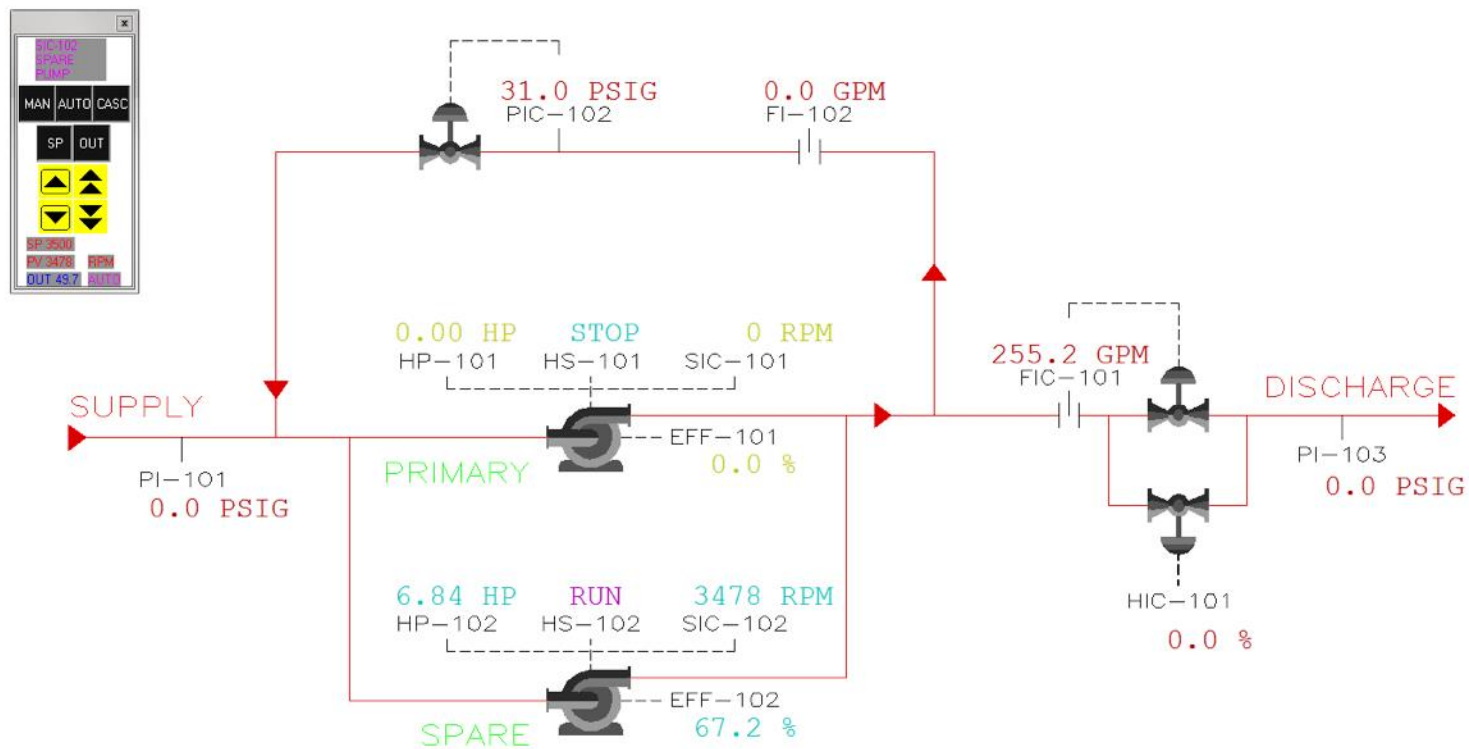 x
SIC-102
SPARE
PUMP
MAN AUTO CASC
SP OUT
SP 3500
PV 3478 RPM
OUT 49.7 AUTO
31.0 PSIG 0.0 GPM
PIC-102 FI-102
0.00 HP STOP 0 RPM
HP-101 HS-101 SIC-101
255.2 GPM
FIC-101
SUPPLY DISCHARGE
EFF-101
PRIMARY 0.0 %
PI-101 PI-103
0.0 PSIG 0.0 PSIG
6.84 HP RUN 3478 RPM
HP-102 HS-102 SIC-102
HIC-101
0.0 %
EFF-102
SPARE 67.2 %